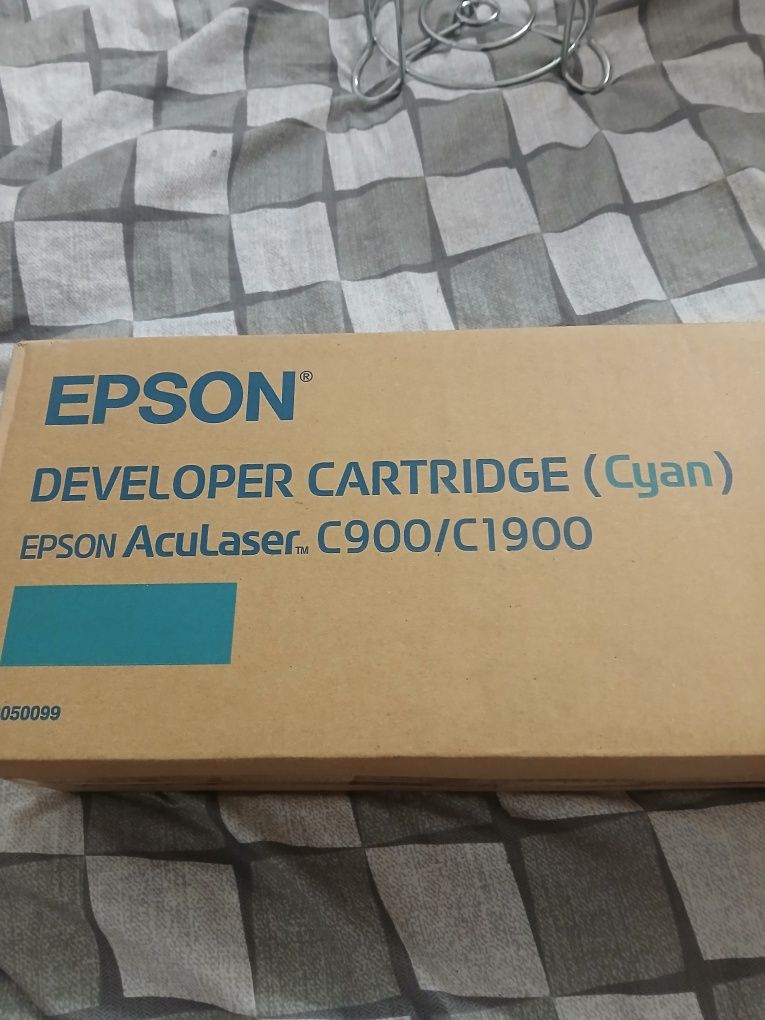 EPSON®
DEVELOPER CARTRIDGE (Cyan)
EPSON AcuLaser™ C900/C1900
050099